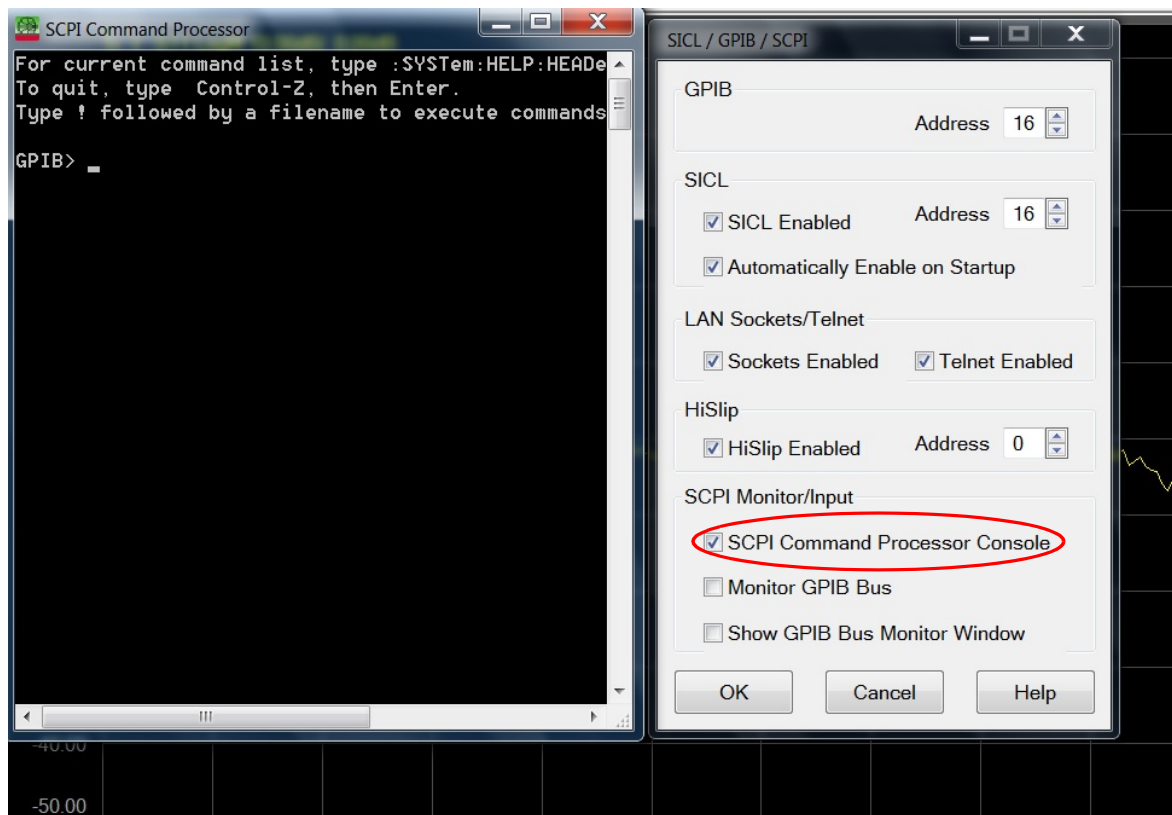 SCPI Command Processor
For current command list, type :SYSTem:HELP:HEADe
To quit, type  Control-Z, then Enter.
Type ! followed by a filename to execute commands
GPIB>
SICL / GPIB / SCPI
GPIB
Address 16
SICL
SICL Enabled Address 16
Automatically Enable on Startup
LAN Sockets/Telnet
Sockets Enabled Telnet Enabled
HiSlip
HiSlip Enabled Address 0
SCPI Monitor/Input
SCPI Command Processor Console
Monitor GPIB Bus
Show GPIB Bus Monitor Window
OK Cancel Help
-40.00
-50.00